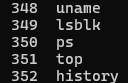 348 uname
349 lsblk
350 ps
351 top
352 history